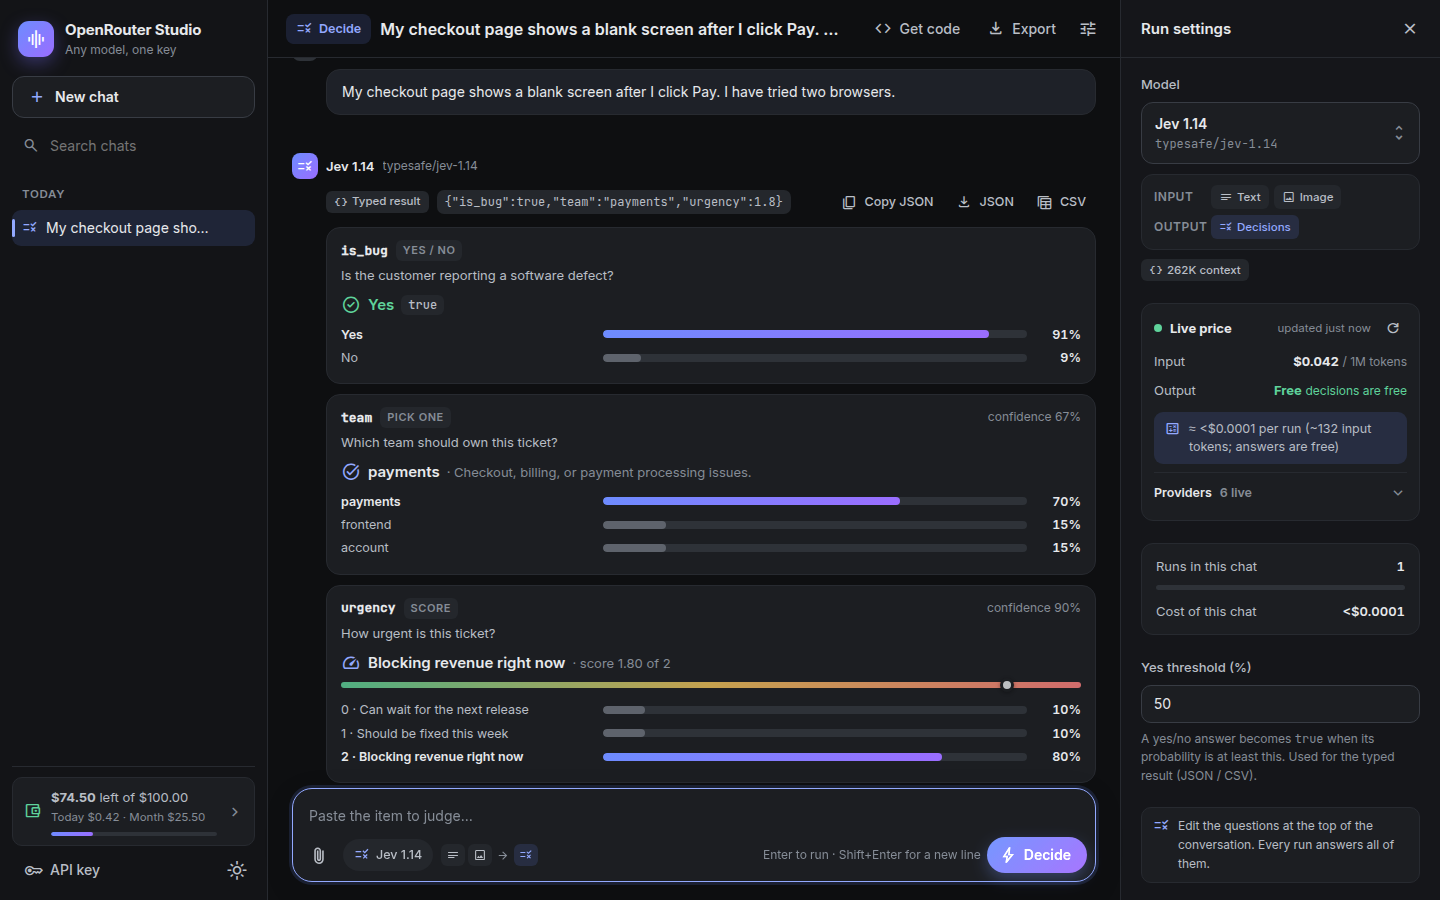 OpenRouter Studio
Any model, one key
New chat
Search chats
TODAY
My checkout page sho...
$74.50 left of $100.00
Today $0.42 · Month $25.50
API key
Decide
My checkout page shows a blank screen after I click Pay. ...
Get code
Export
My checkout page shows a blank screen after I click Pay. I have tried two browsers.
Jev 1.14 typesafe/jev-1.14
Typed result {"is_bug":true,"team":"payments","urgency":1.8}
Copy JSON
JSON
CSV
is_bug YES / NO
Is the customer reporting a software defect?
Yes true
Yes 91%
No 9%
team PICK ONE confidence 67%
Which team should own this ticket?
payments · Checkout, billing, or payment processing issues.
payments 70%
frontend 15%
account 15%
urgency SCORE confidence 90%
How urgent is this ticket?
Blocking revenue right now · score 1.80 of 2
0 · Can wait for the next release 10%
1 · Should be fixed this week 10%
2 · Blocking revenue right now 80%
Paste the item to judge...
Jev 1.14
Enter to run · Shift+Enter for a new line
Decide
Run settings
Model
Jev 1.14
typesafe/jev-1.14
INPUT Text Image
OUTPUT Decisions
262K context
Live price updated just now
Input $0.042 / 1M tokens
Output Free decisions are free
≈ <$0.0001 per run (~132 input
tokens; answers are free)
Providers 6 live
Runs in this chat 1
Cost of this chat <$0.0001
Yes threshold (%)
50
A yes/no answer becomes true when its
probability is at least this. Used for the typed
result (JSON / CSV).
Edit the questions at the top of the
conversation. Every run answers all of
them.